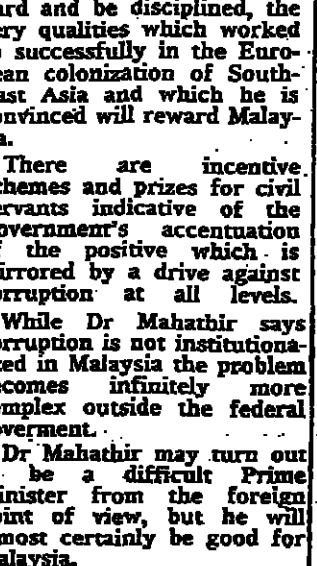 ard and be disciplined, the
ery qualities which worked
o successfully in the Euro-
ean colonization of South-
ast Asia and which he is
onvinced will reward Malay-
a.
There are incentive
chemes and prizes for civil
ervants indicative of the
overnment's accentuation
f the positive which is
irrored by a drive against
orruption at all levels.
While Dr Mahathir says
orruption is not institutiona-
zed in Malaysia the problem
ecomes infinitely more
omplex outside the federal
overment.
Dr Mahathir may turn out
be a difficult Prime
inister from the foreign
oint of view, but he will
most certainly be good for
alaysia.